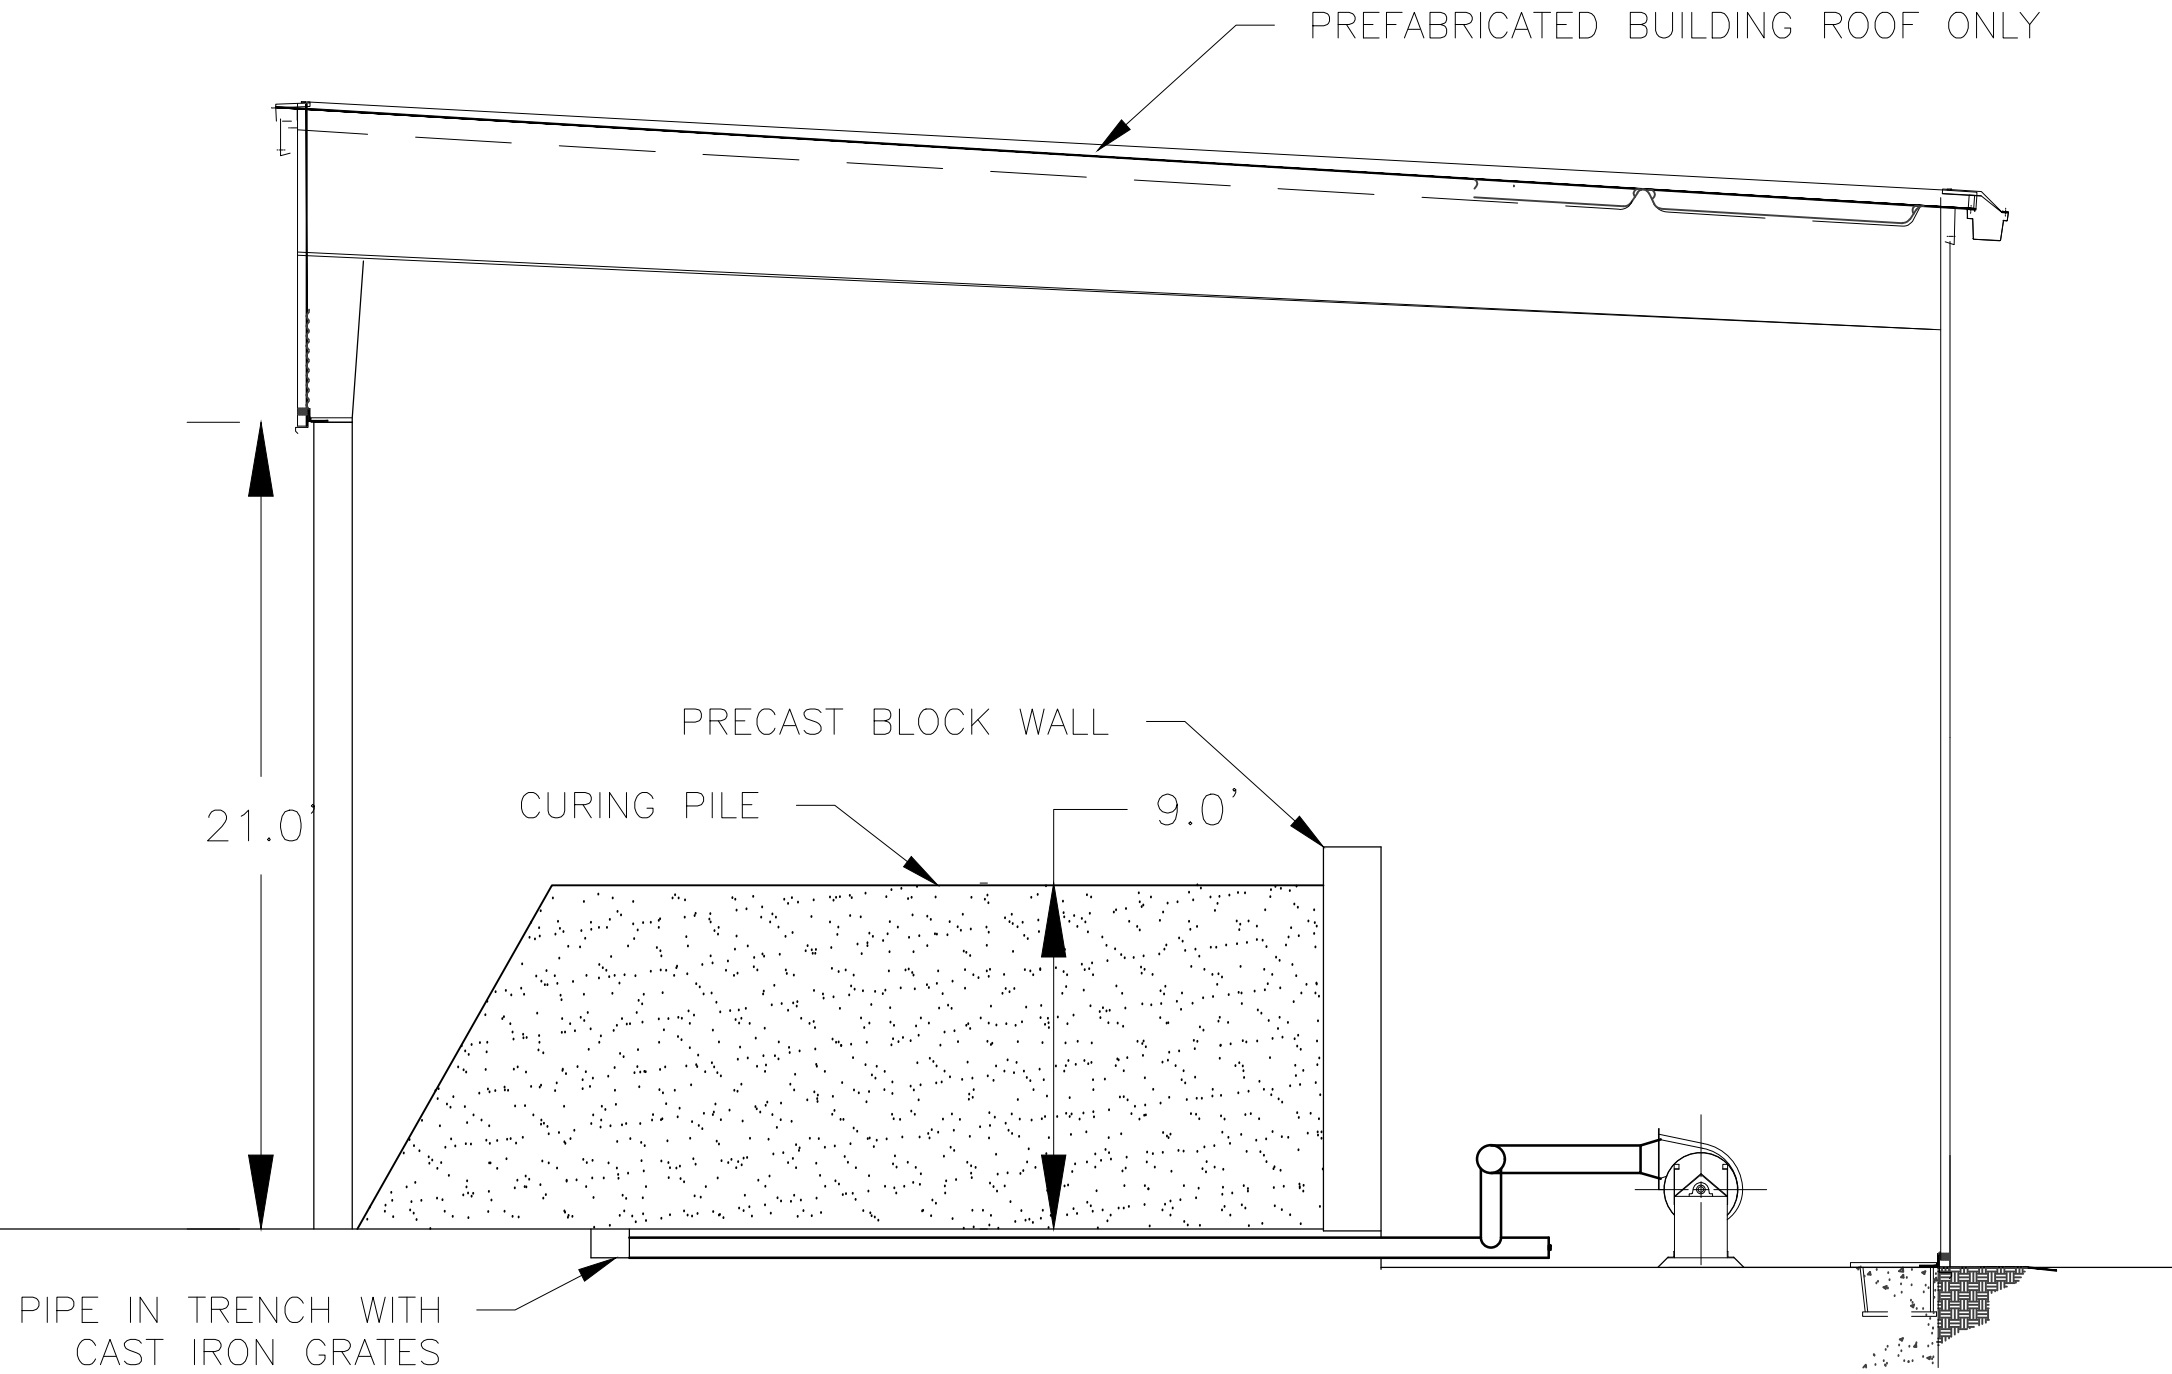 PREFABRICATED BUILDING ROOF ONLY
PRECAST BLOCK WALL
CURING PILE
9.0'
21.0'
PIPE IN TRENCH WITH
CAST IRON GRATES